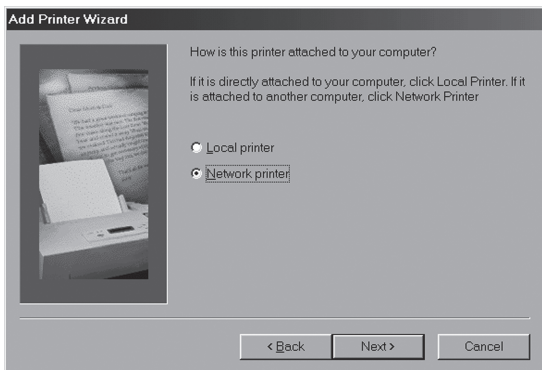 Add Printer Wizard
How is this printer attached to your computer?
If it is directly attached to your computer, click Local Printer. If it
is attached to another computer, click Network Printer
Local printer
Network printer
< Back
Next >
Cancel